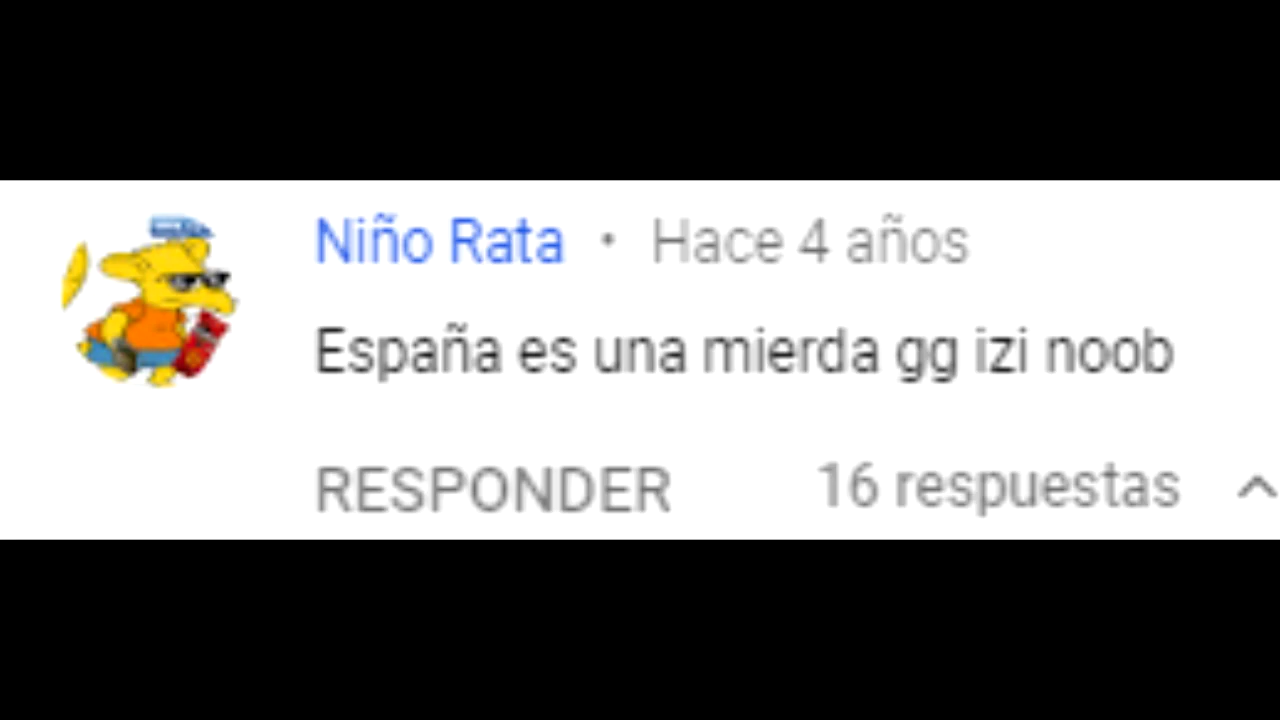 Niño Rata • Hace 4 años
España es una mierda gg izi noob
RESPONDER 16 respuestas